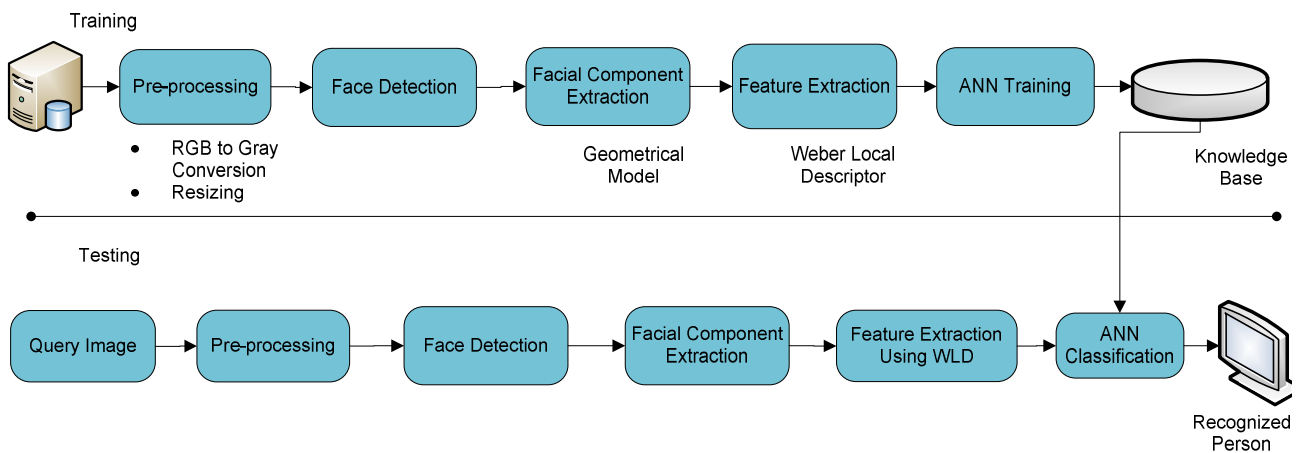 Training
Pre-processing
Face Detection
Facial Component
Extraction
Feature Extraction
ANN Training
• RGB to Gray
Conversion
• Resizing
Geometrical
Model
Weber Local
Descriptor
Knowledge
Base
Testing
Query Image
Pre-processing
Face Detection
Facial Component
Extraction
Feature Extraction
Using WLD
ANN
Classification
Recognized
Person